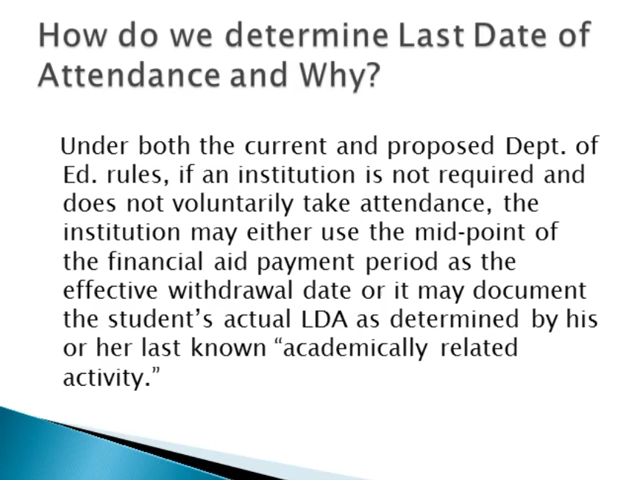 How do we determine Last Date of
Attendance and Why?
Under both the current and proposed Dept. of
Ed. rules, if an institution is not required and
does not voluntarily take attendance, the
institution may either use the mid-point of
the financial aid payment period as the
effective withdrawal date or it may document
the student’s actual LDA as determined by his
or her last known “academically related
activity.”